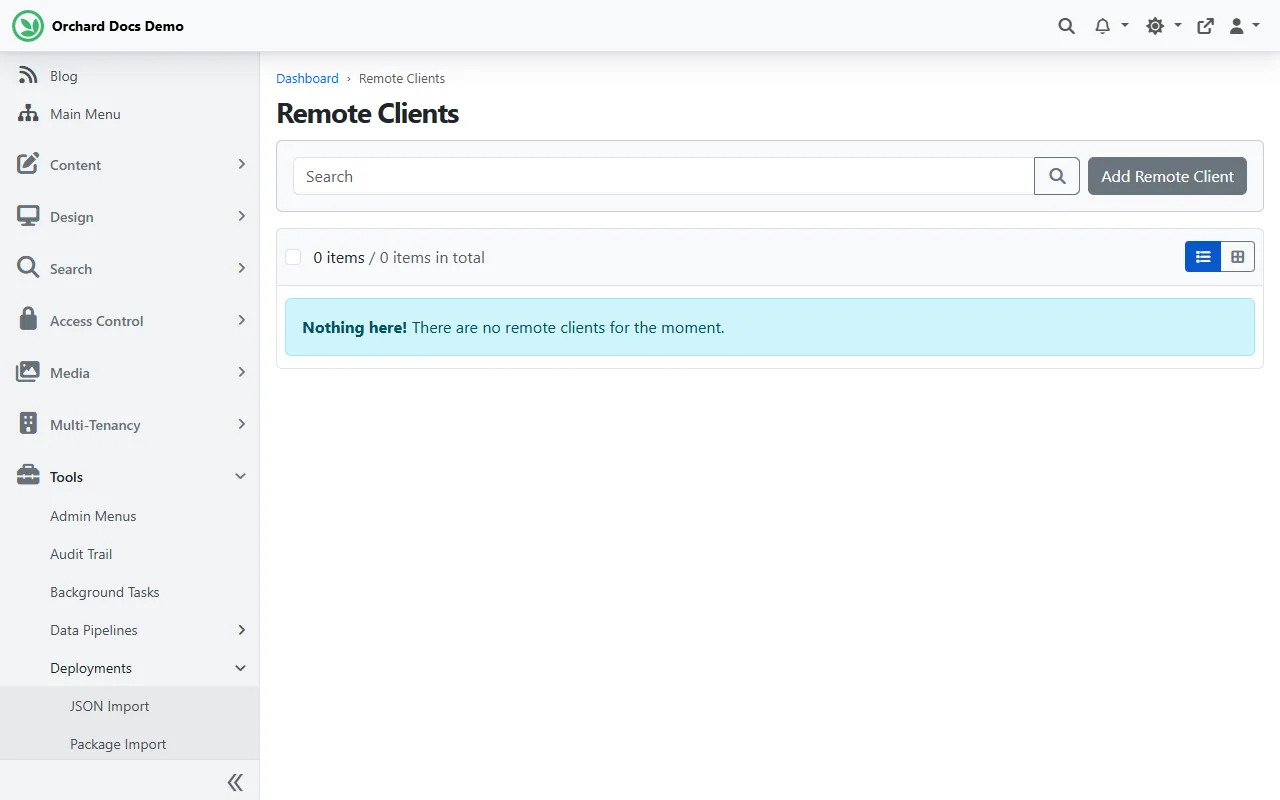 Orchard Docs Demo
Blog
Main Menu
Content
Design
Search
Access Control
Media
Multi-Tenancy
Tools
Admin Menus
Audit Trail
Background Tasks
Data Pipelines
Deployments
JSON Import
Package Import
Dashboard › Remote Clients
Remote Clients
Search
Add Remote Client
0 items / 0 items in total
Nothing here! There are no remote clients for the moment.